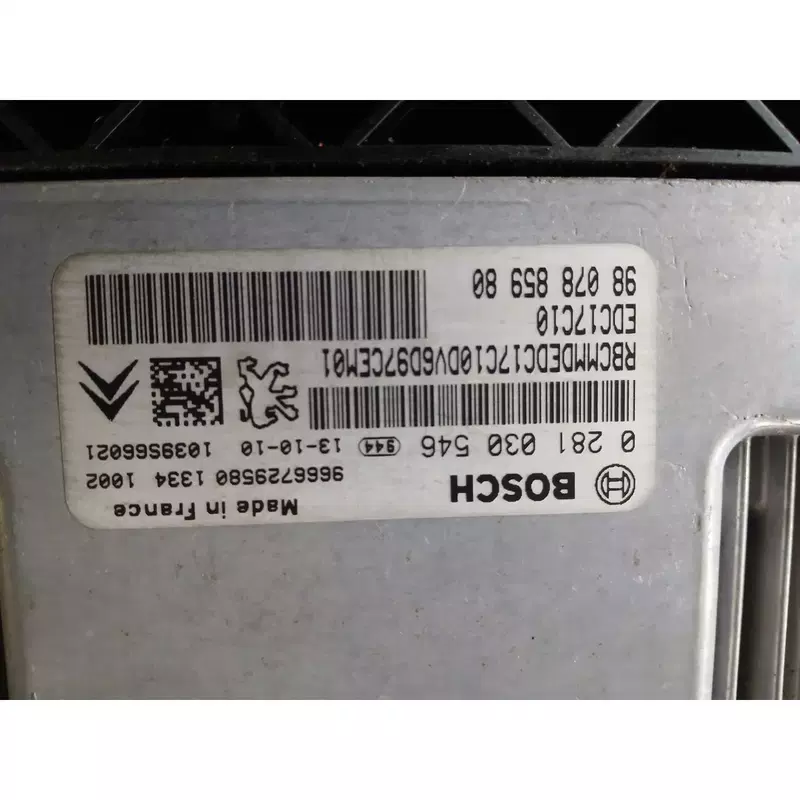 BOSCH
Made in France
9666729580 1334 1002
0 281 030 546 944 13-10-10 1039S66021
RBCMMDEDC17C10DV6D97CEM01
EDC17C10
98 078 859 80